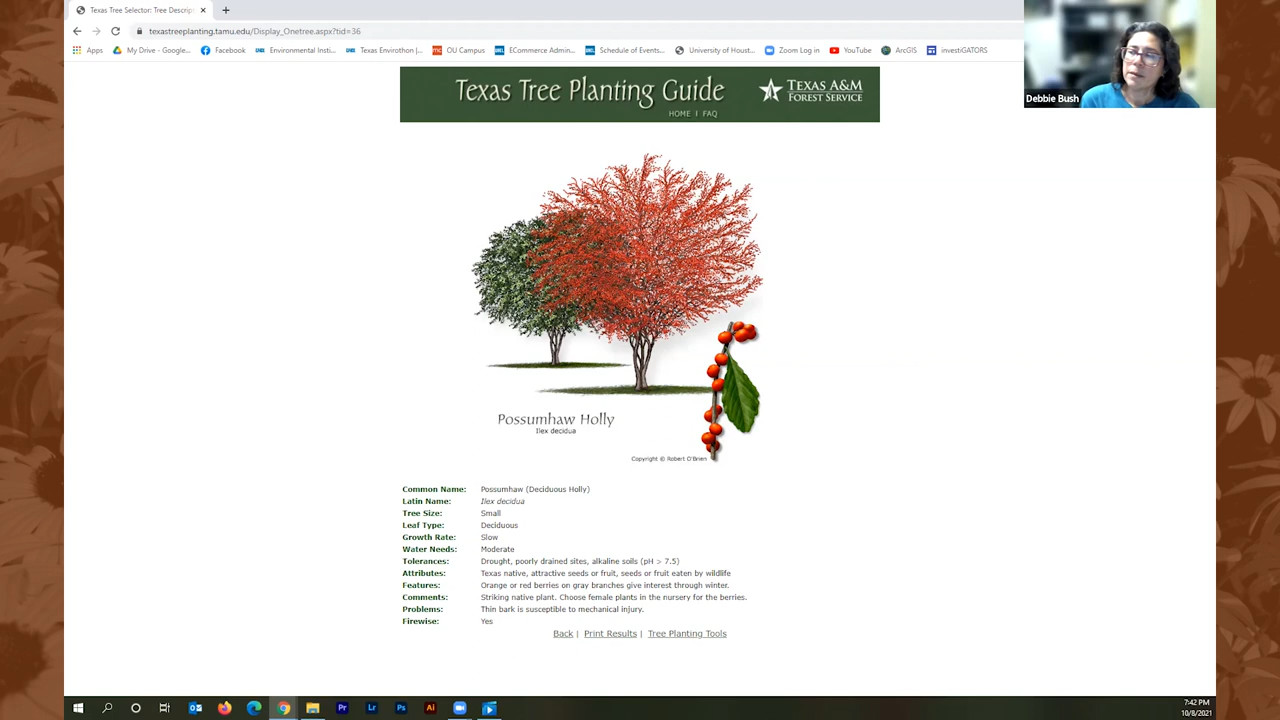 Texas Tree Selector: Tree Descrip
texastreeplanting.tamu.edu/Display_Onetree.aspx?tid=36
Apps
My Drive - Google...
Facebook
Environmental Insti...
Texas Envirothon |...
OU Campus
ECommerce Admin...
Schedule of Events...
University of Houst...
Zoom Log in
YouTube
ArcGIS
investiGATORS
Debbie Bush
Texas Tree Planting Guide
TEXAS A&M
FOREST SERVICE
HOME | FAQ
Possumhaw Holly
Ilex decidua
Copyright © Robert O'Brien
Common Name: Possumhaw (Deciduous Holly)
Latin Name: Ilex decidua
Tree Size: Small
Leaf Type: Deciduous
Growth Rate: Slow
Water Needs: Moderate
Tolerances: Drought, poorly drained sites, alkaline soils (pH > 7.5)
Attributes: Texas native, attractive seeds or fruit, seeds or fruit eaten by wildlife
Features: Orange or red berries on gray branches give interest through winter.
Comments: Striking native plant. Choose female plants in the nursery for the berries.
Problems: Thin bark is susceptible to mechanical injury.
Firewise: Yes
Back | Print Results | Tree Planting Tools
Pr
Lr
Ps
Ai
7:42 PM
10/8/2021